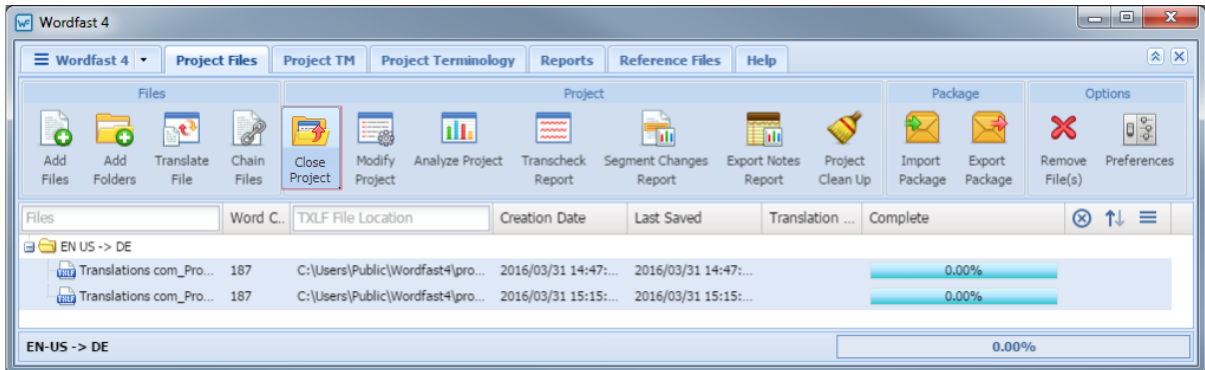 Wordfast 4
Wordfast 4 Project Files Project TM Project Terminology Reports Reference Files Help
Files Project Package Options
Add Files
Add Folders
Translate File
Chain Files
Close Project
Modify Project
Analyze Project
Transcheck Report
Segment Changes Report
Export Notes Report
Project Clean Up
Import Package
Export Package
Remove File(s)
Preferences
Files Word C.. TXLF File Location Creation Date Last Saved Translation ... Complete
EN US -> DE
TXLF Translations com_Pro... 187 C:\Users\Public\Wordfast4\pro... 2016/03/31 14:47:... 2016/03/31 14:47:... 0.00%
TXLF Translations com_Pro... 187 C:\Users\Public\Wordfast4\pro... 2016/03/31 15:15:... 2016/03/31 15:15:... 0.00%
EN-US -> DE 0.00%